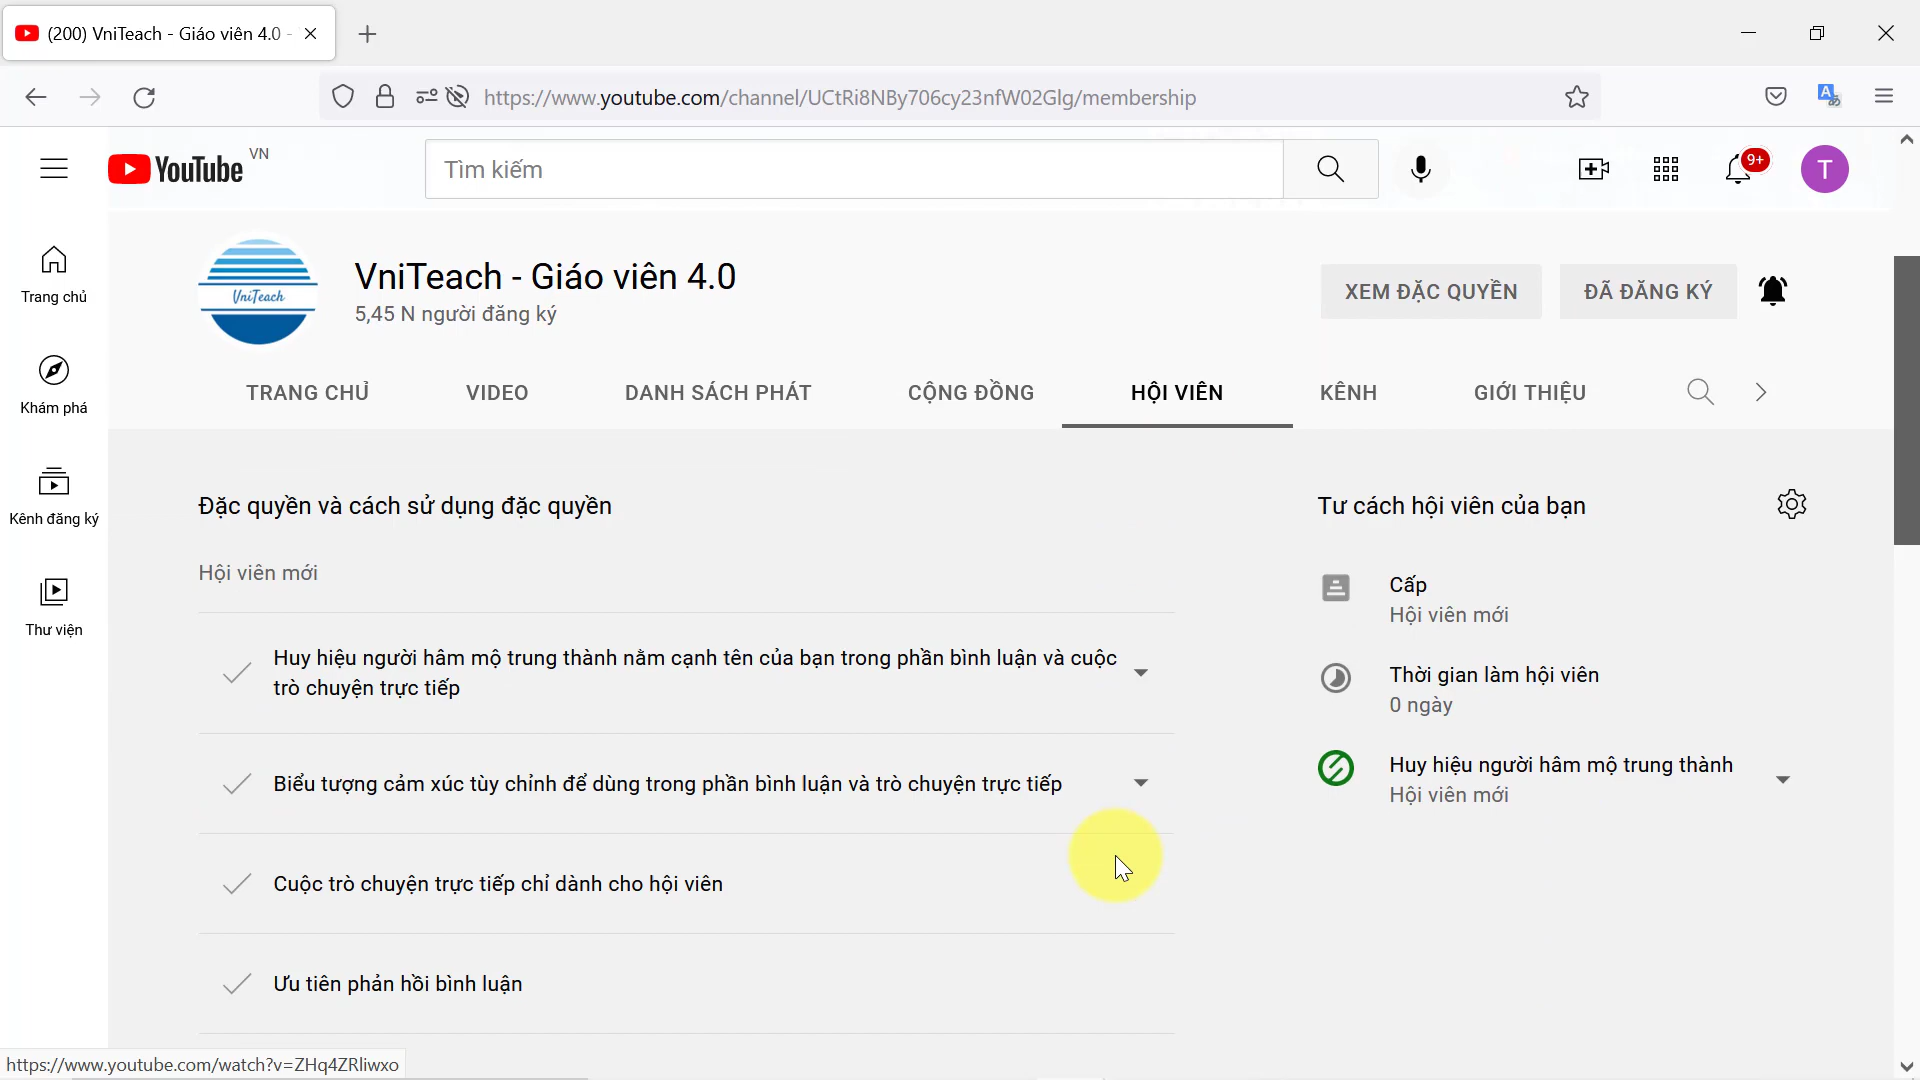 (200) VniTeach - Giáo viên 4.0 -
https://www.youtube.com/channel/UCtRi8NBy706cy23nfW02Glg/membership
YouTube VN
Tìm kiếm
9+
T
Trang chủ
Khám phá
Kênh đăng ký
Thư viện
VniTeach
VniTeach - Giáo viên 4.0
5,45 N người đăng ký
XEM ĐẶC QUYỀN
ĐÃ ĐĂNG KÝ
TRANG CHỦ VIDEO DANH SÁCH PHÁT CỘNG ĐỒNG HỘI VIÊN KÊNH GIỚI THIỆU
Đặc quyền và cách sử dụng đặc quyền
Hội viên mới
Huy hiệu người hâm mộ trung thành nằm cạnh tên của bạn trong phần bình luận và cuộc
trò chuyện trực tiếp
Biểu tượng cảm xúc tùy chỉnh để dùng trong phần bình luận và trò chuyện trực tiếp
Cuộc trò chuyện trực tiếp chỉ dành cho hội viên
Ưu tiên phản hồi bình luận
Tư cách hội viên của bạn
Cấp
Hội viên mới
Thời gian làm hội viên
0 ngày
Huy hiệu người hâm mộ trung thành
Hội viên mới
https://www.youtube.com/watch?v=ZHq4ZRliwxo